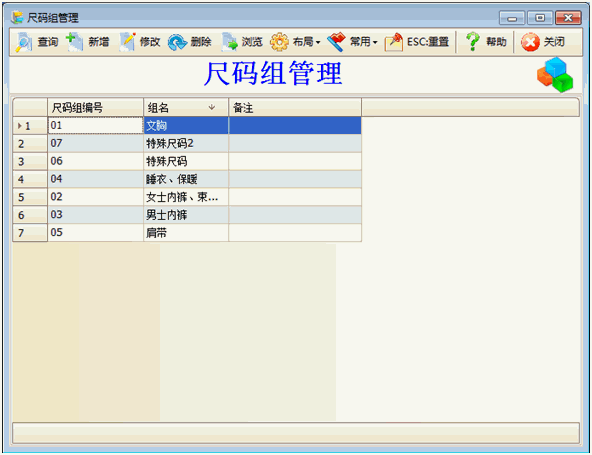 尺码组管理
查询 新增 修改 删除 浏览 布局 常用 ESC:重置 帮助 关闭
尺码组管理
尺码组编号 组名 备注
1 01 文胸
2 07 特殊尺码2
3 06 特殊尺码
4 04 睡衣、保暖
5 02 女士内裤、束...
6 03 男士内裤
7 05 肩带